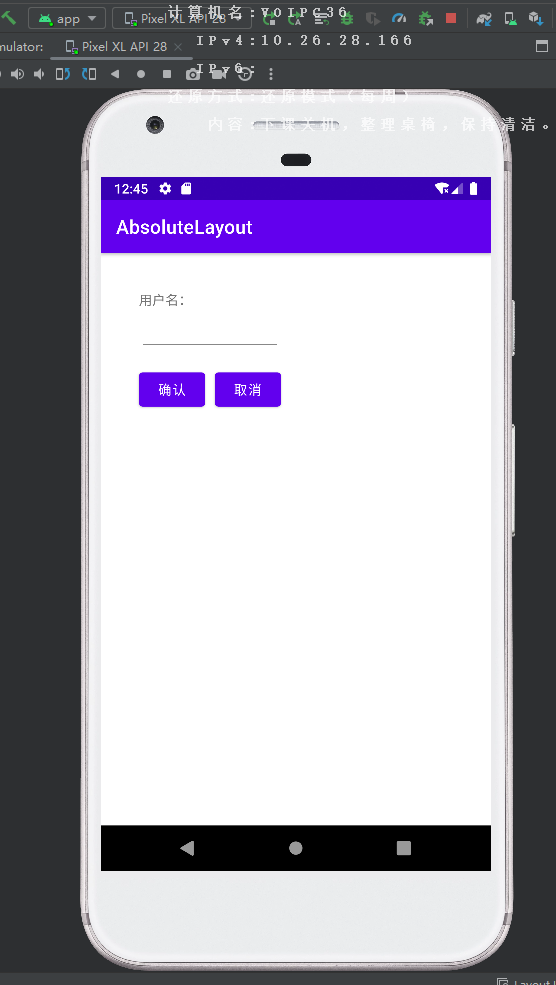 计算机名:VOIPC36
app
Pixel XL API 28
IPv4:10.26.28.166
mulator:
Pixel XL API 28
IPv6:
还原方式:还原模式(每周)
内容:下课关机,整理桌椅,保持清洁。
12:45
AbsoluteLayout
用户名:
确认 取消